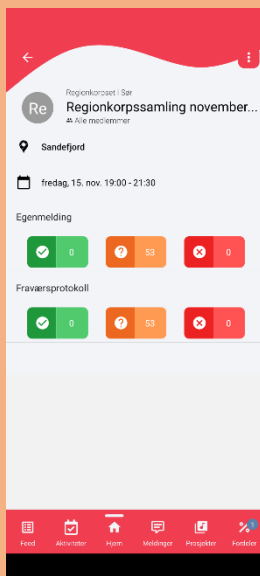 Regionkorpset i Sør
Re
Regionkorpssamling november...
Alle medlemmer
Sandefjord
fredag, 15. nov. 19:00 - 21:30
Egenmelding
0 53 0
Fraværsprotokoll
0 53 0
1
Feed Aktiviteter Hjem Meldinger Prosjekter Fordeler